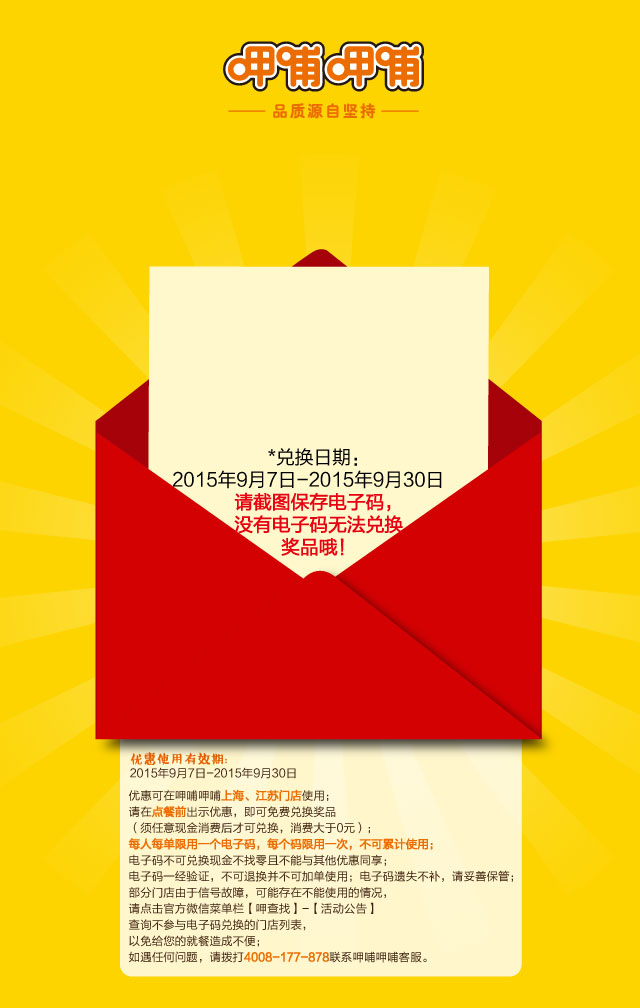 呷哺呷哺
品质源自坚持
*兑换日期：
2015年9月7日-2015年9月30日
请截图保存电子码，
没有电子码无法兑换
奖品哦！
优惠使用有效期：
2015年9月7日-2015年9月30日
优惠可在呷哺呷哺上海、江苏门店使用；
请在点餐前出示优惠，即可免费兑换奖品
（须任意现金消费后才可兑换，消费大于0元）；
每人每单限用一个电子码，每个码限用一次，不可累计使用；
电子码不可兑换现金不找零且不能与其他优惠同享；
电子码一经验证，不可退换并不可加单使用；电子码遗失不补，请妥善保管；
部分门店由于信号故障，可能存在不能使用的情况，
请点击官方微信菜单栏【呷查找】-【活动公告】
查询不参与电子码兑换的门店列表，
以免给您的就餐造成不便；
如遇任何问题，请拨打4008-177-878联系呷哺呷哺客服。